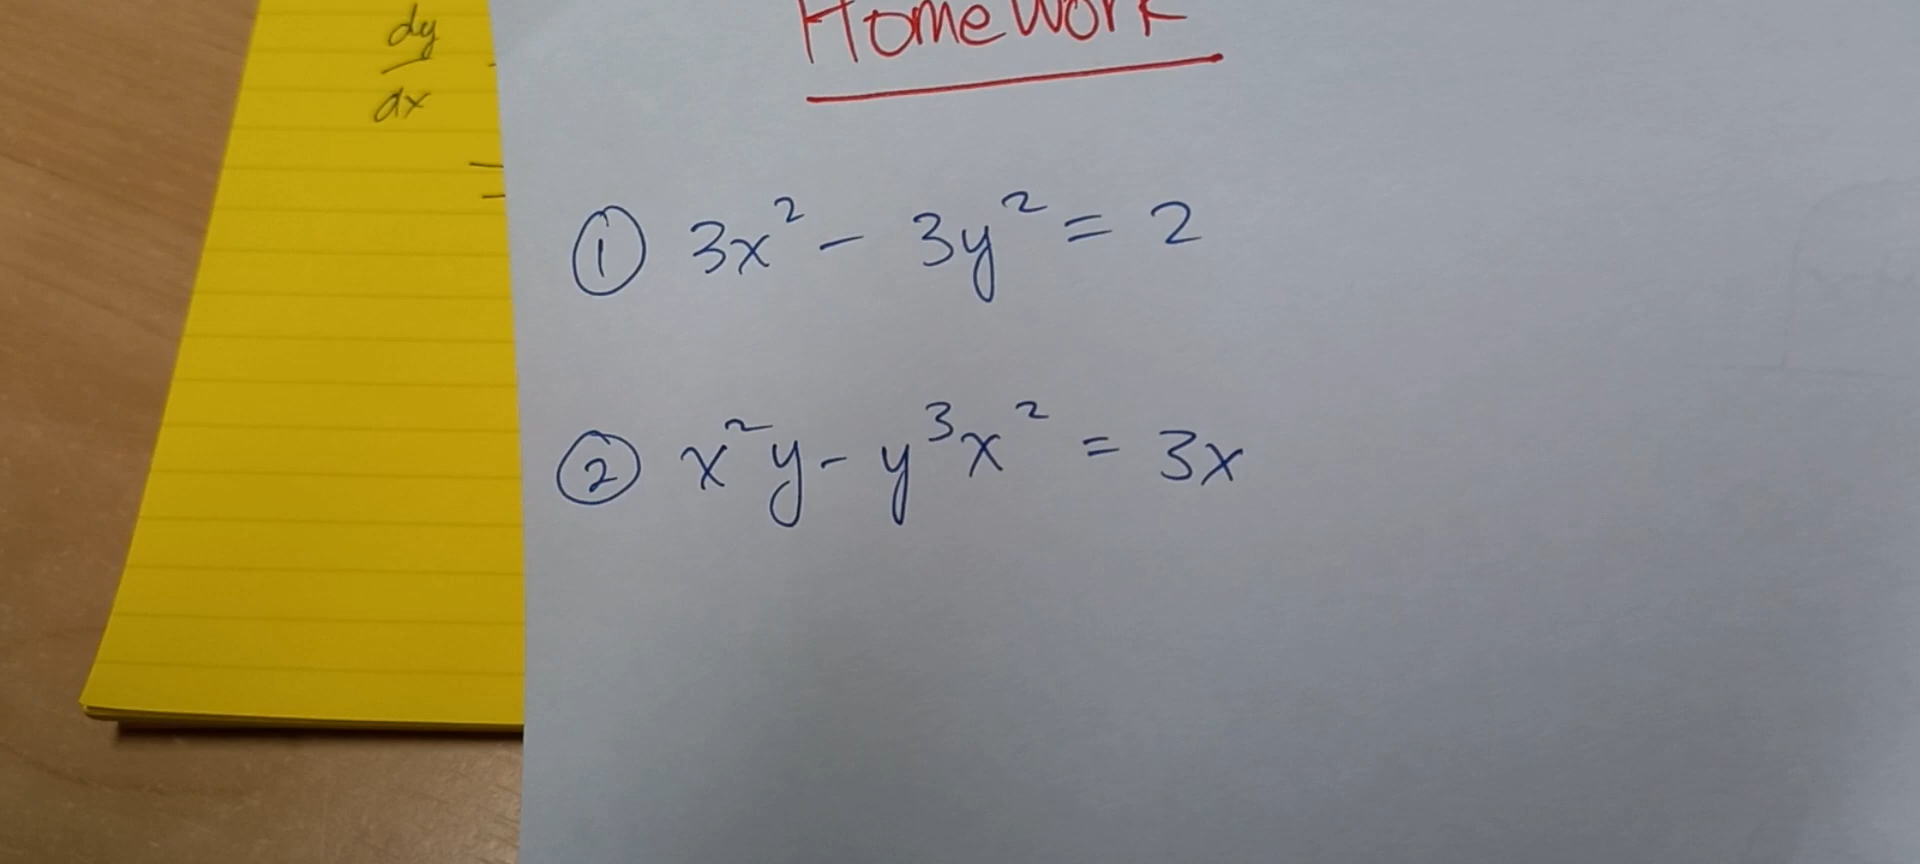 dy
dx
=
HomeWork
① 3x² - 3y² = 2
② x²y - y³x² = 3x